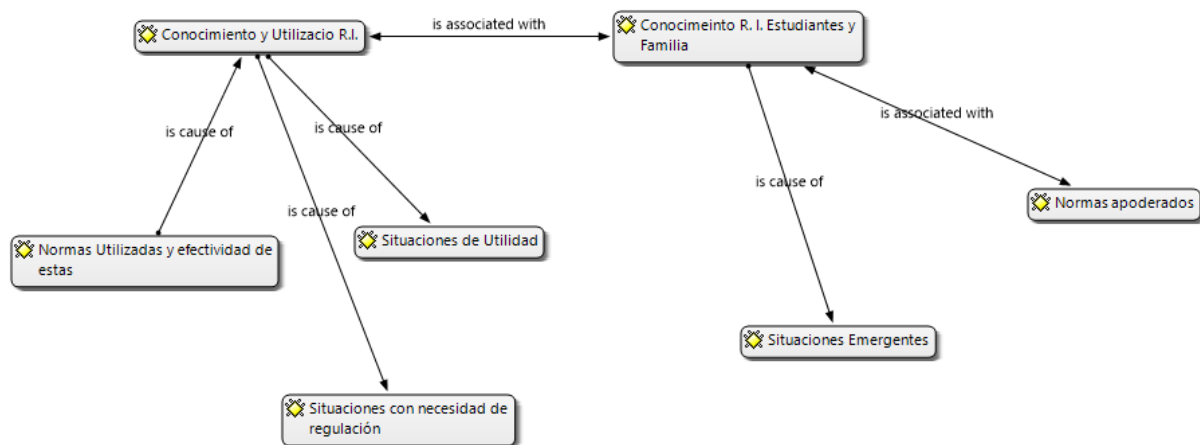 is associated with
Conocimiento y Utilizacio R.I.
Conocimeinto R. I. Estudiantes y
Familia
is associated with
is cause of
is cause of
is cause of
is cause of
Normas apoderados
Normas Utilizadas y efectividad de
estas
Situaciones de Utilidad
Situaciones Emergentes
Situaciones con necesidad de
regulación